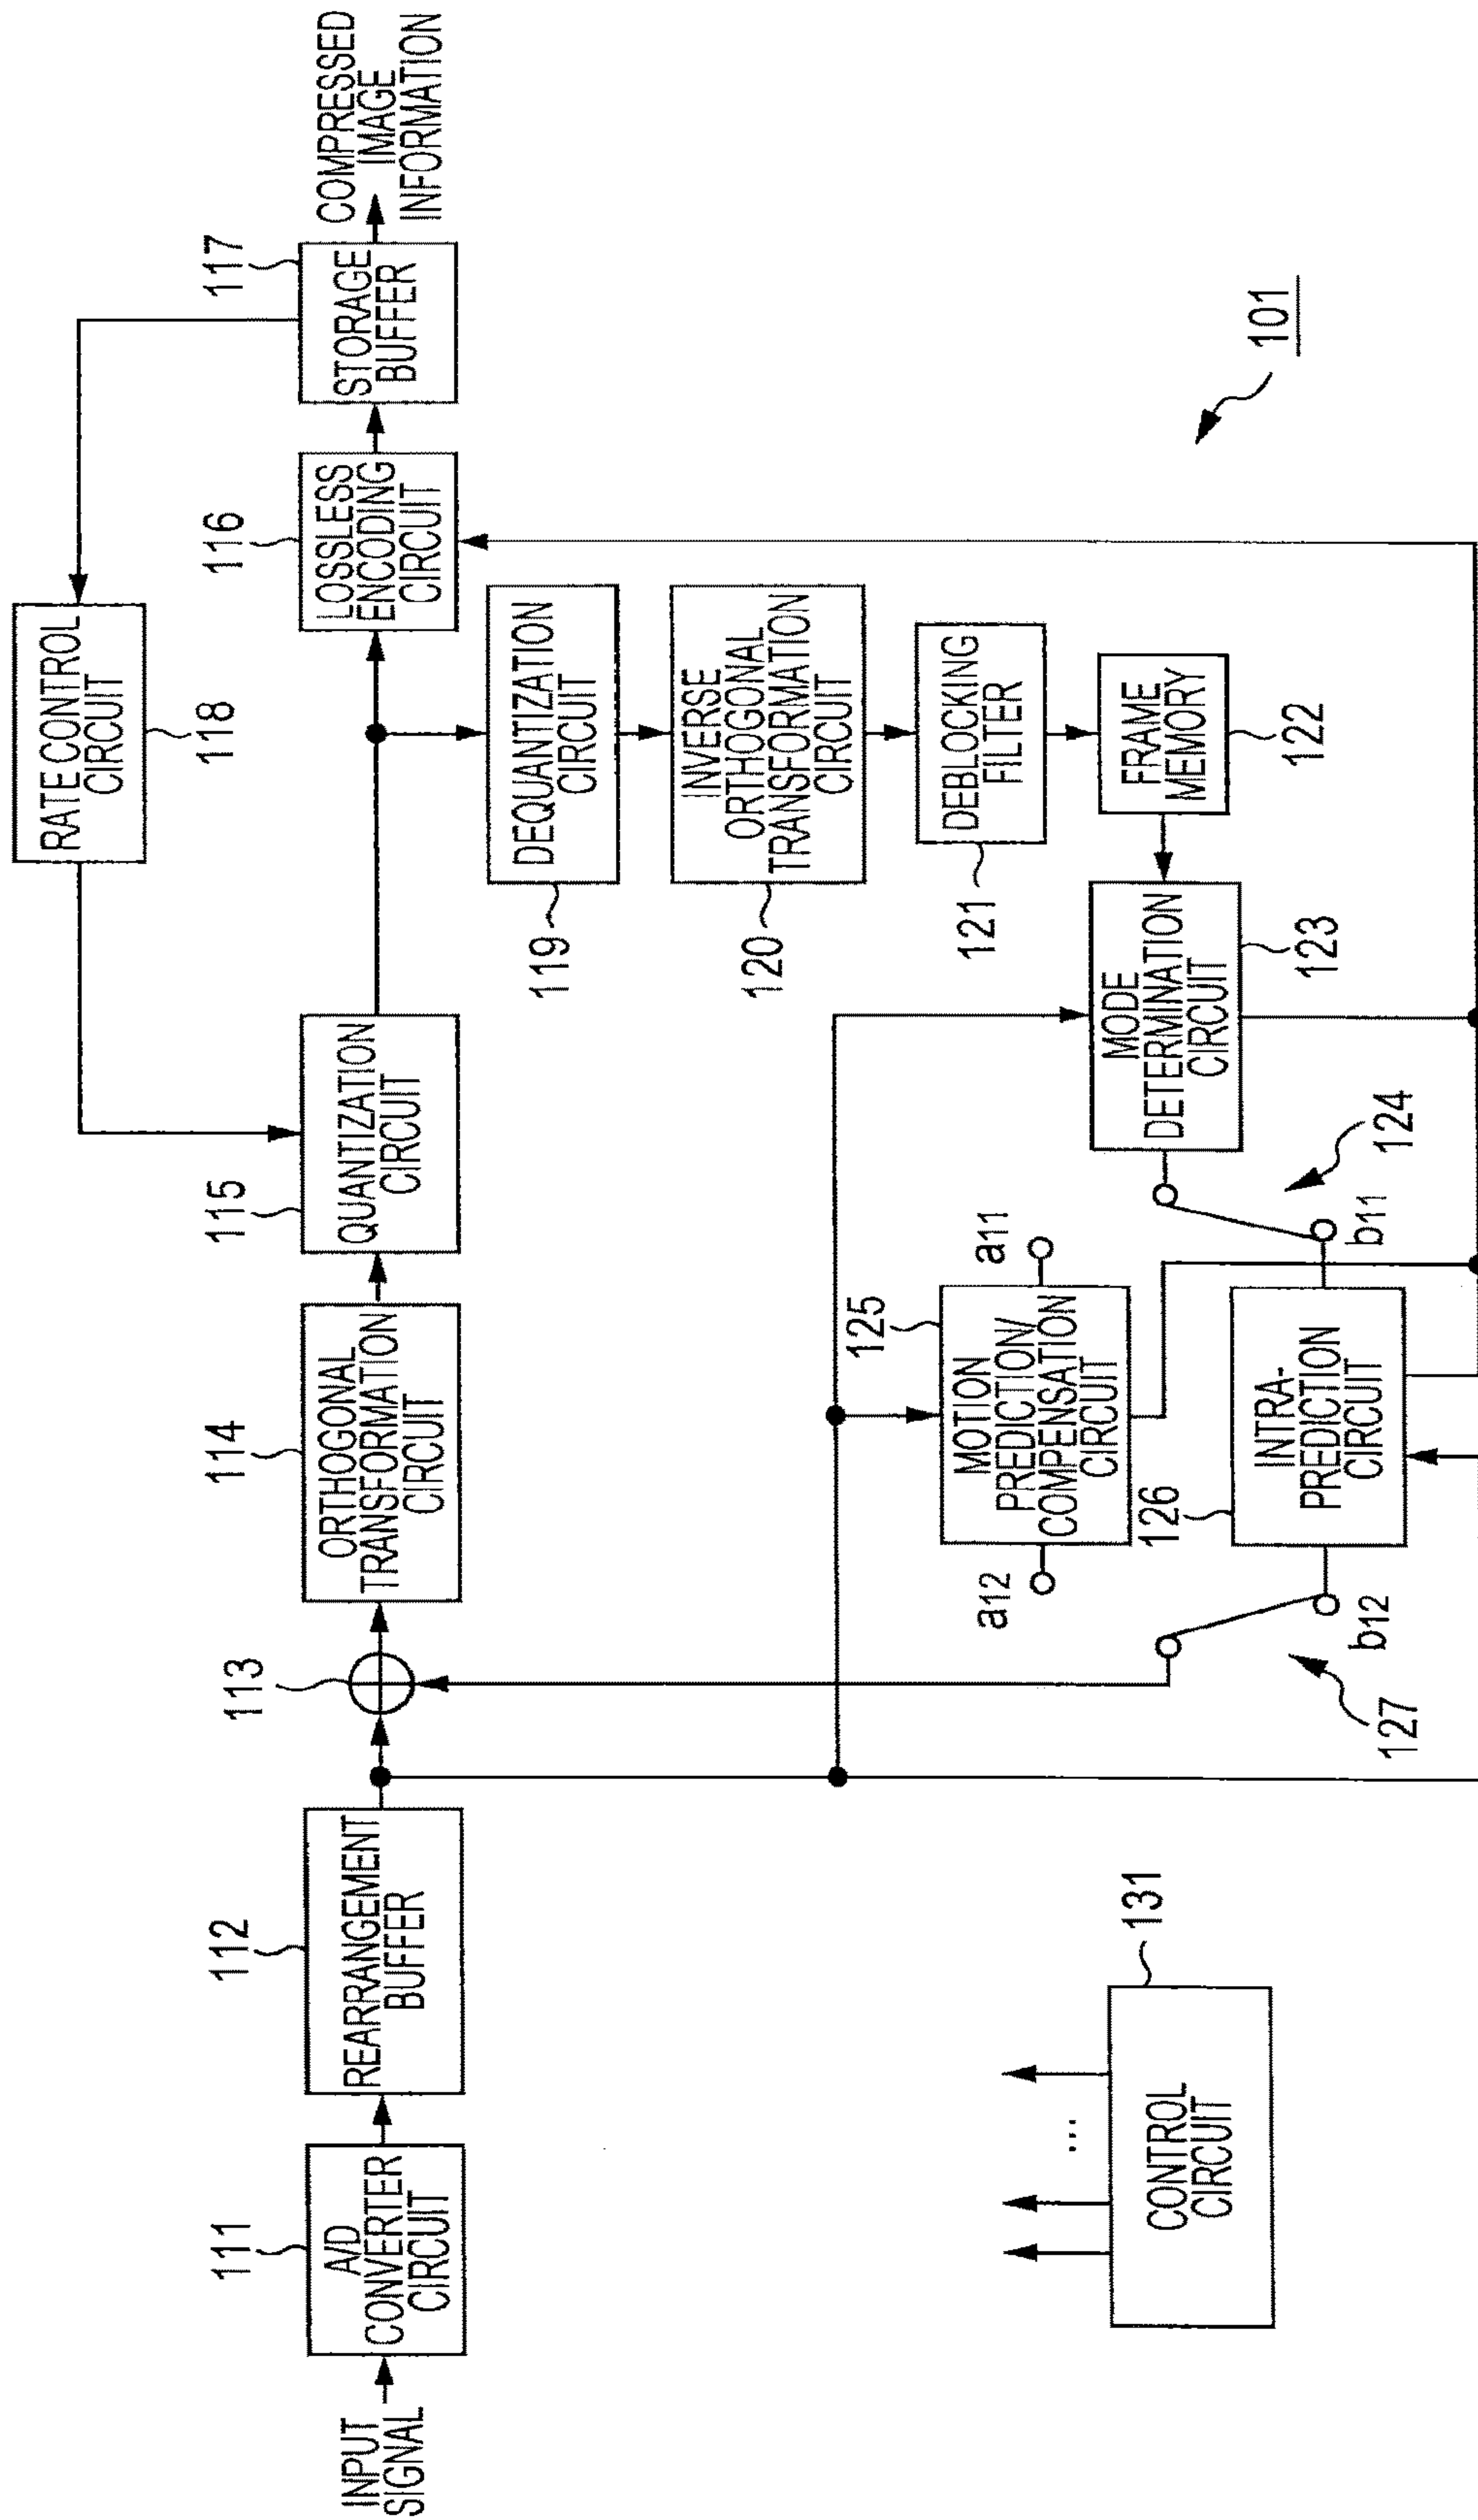 INPUT
SIGNAL
111
A/D
CONVERTER
CIRCUIT
112
REARRANGEMENT
BUFFER
113
114
ORTHOGONAL
TRANSFORMATION
CIRCUIT
115
QUANTIZATION
CIRCUIT
RATE CONTROL
CIRCUIT
118
116
LOSSLESS
ENCODING
CIRCUIT
117
STORAGE
BUFFER
COMPRESSED
IMAGE
INFORMATION
119
DEQUANTIZATION
CIRCUIT
120
INVERSE
ORTHOGONAL
TRANSFORMATION
CIRCUIT
121
DEBLOCKING
FILTER
FRAME
MEMORY
122
MODE
DETERMINATION
CIRCUIT
123
124
a11
b11
125
MOTION
PREDICTION/
COMPENSATION
CIRCUIT
a12
126
INTRA-
PREDICTION
CIRCUIT
b12
127
131
CONTROL
CIRCUIT
...
101